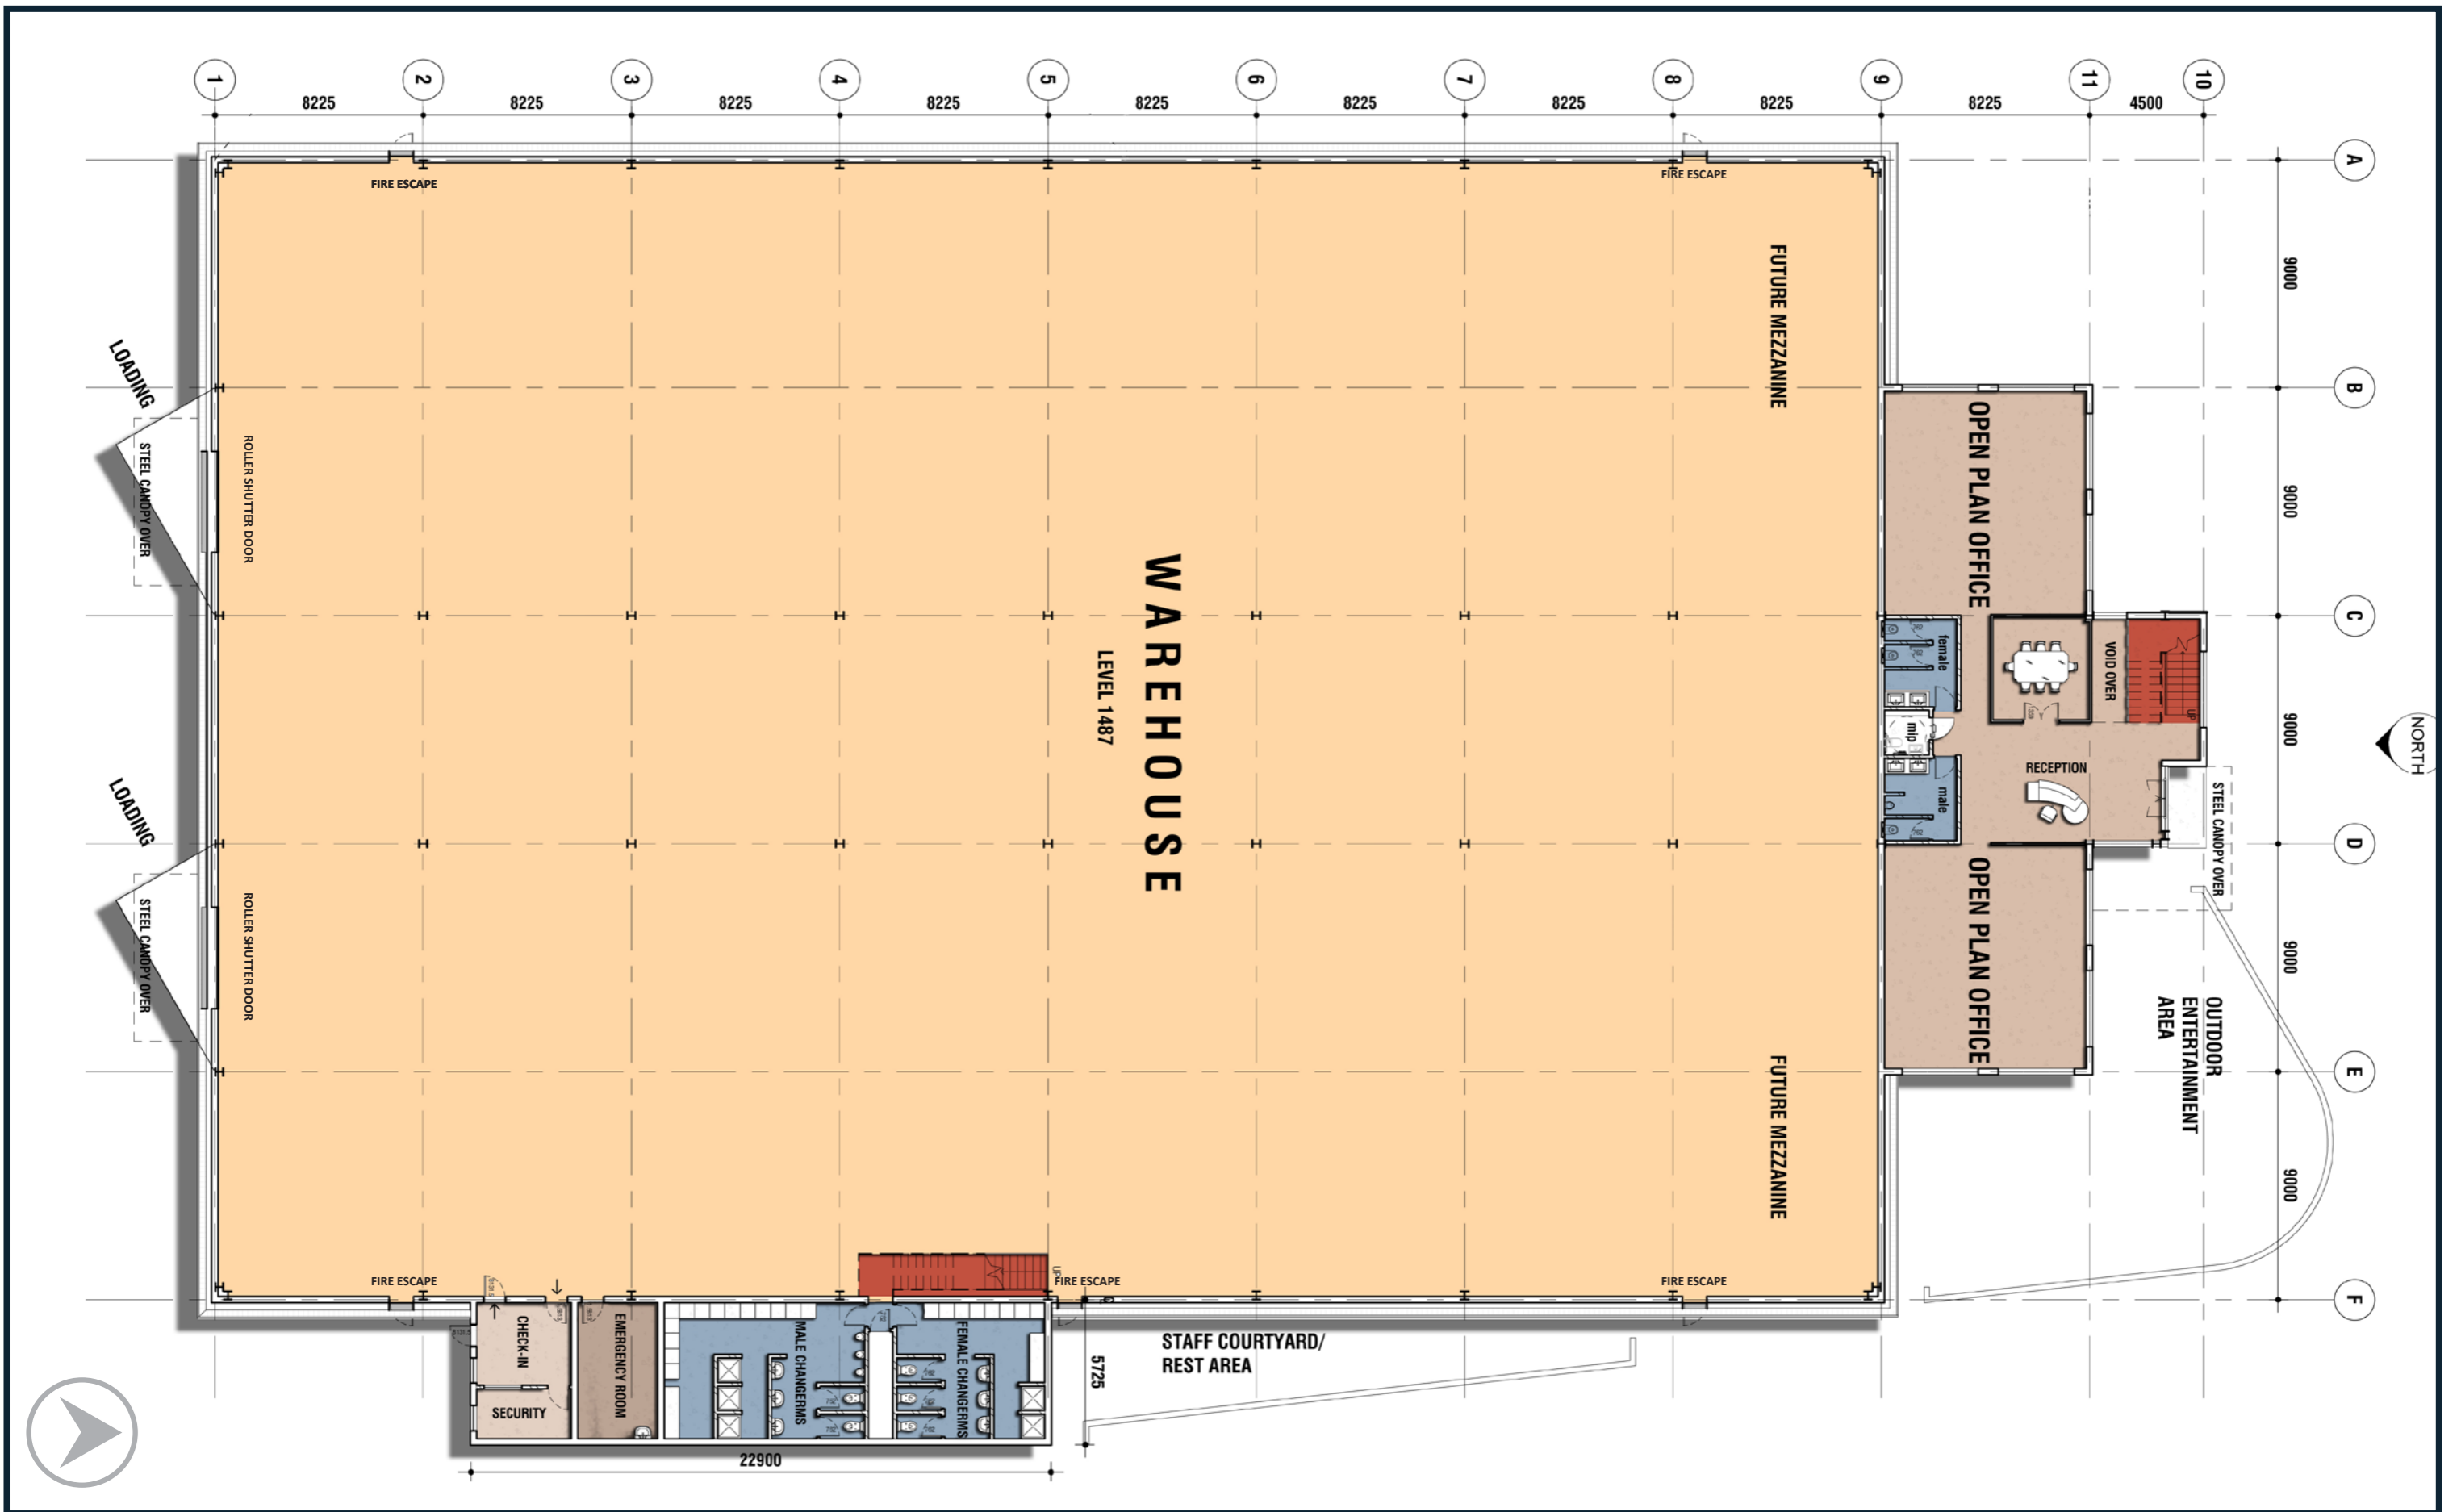 1
2
3
4
5
6
7
8
9
11
10
8225
8225
8225
8225
8225
8225
8225
8225
8225
4500
A
B
C
D
E
F
9000
9000
9000
9000
9000
FIRE ESCAPE
FIRE ESCAPE
FUTURE MEZZANINE
LOADING
STEEL CANOPY OVER
ROLLER SHUTTER DOOR
WAREHOUSE
LEVEL 1487
OPEN PLAN OFFICE
female
mip
male
VOID OVER
UP
RECEPTION
STEEL CANOPY OVER
NORTH
LOADING
STEEL CANOPY OVER
ROLLER SHUTTER DOOR
OPEN PLAN OFFICE
OUTDOOR
ENTERTAINMENT
AREA
FUTURE MEZZANINE
FIRE ESCAPE
UP
FIRE ESCAPE
FIRE ESCAPE
CHECK-IN
SECURITY
EMERGENCY ROOM
MALE CHANGERMS
FEMALE CHANGERMS
5725
STAFF COURTYARD/
REST AREA
22900